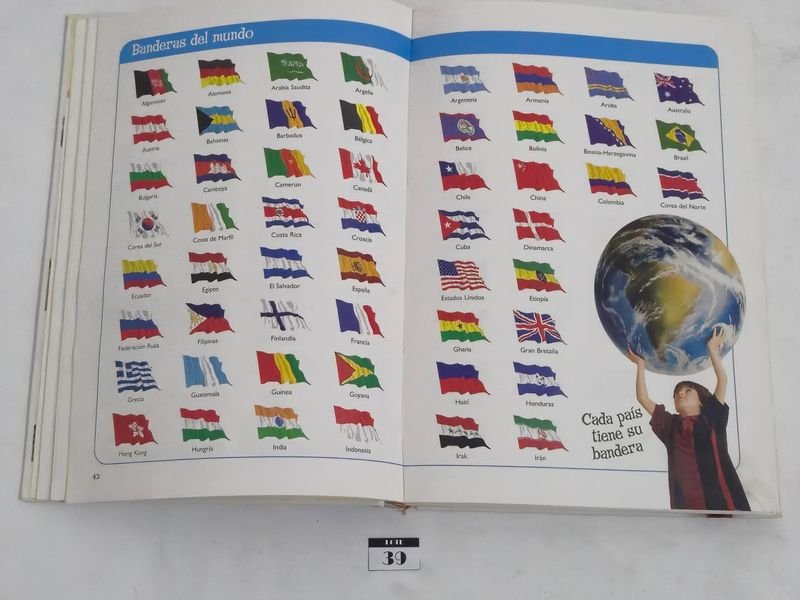 Banderas del mundo
Afganistán
Alemania
Arabia Saudita
Argelia
Argentina
Armenia
Aruba
Australia
Austria
Bahamas
Barbados
Bélgica
Belice
Bolivia
Bosnia-Herzegovina
Brasil
Bulgaria
Camboya
Camerún
Canadá
Chile
China
Colombia
Corea del Norte
Corea del Sur
Costa de Marfil
Costa Rica
Croacia
Cuba
Dinamarca
Ecuador
Egipto
El Salvador
España
Estados Unidos
Etiopía
Federación Rusa
Filipinas
Finlandia
Francia
Ghana
Gran Bretaña
Grecia
Guatemala
Guinea
Guyana
Haití
Honduras
Hong Kong
Hungría
India
Indonesia
Irak
Irán
Cada país
tiene su
bandera
42
LOTE
39